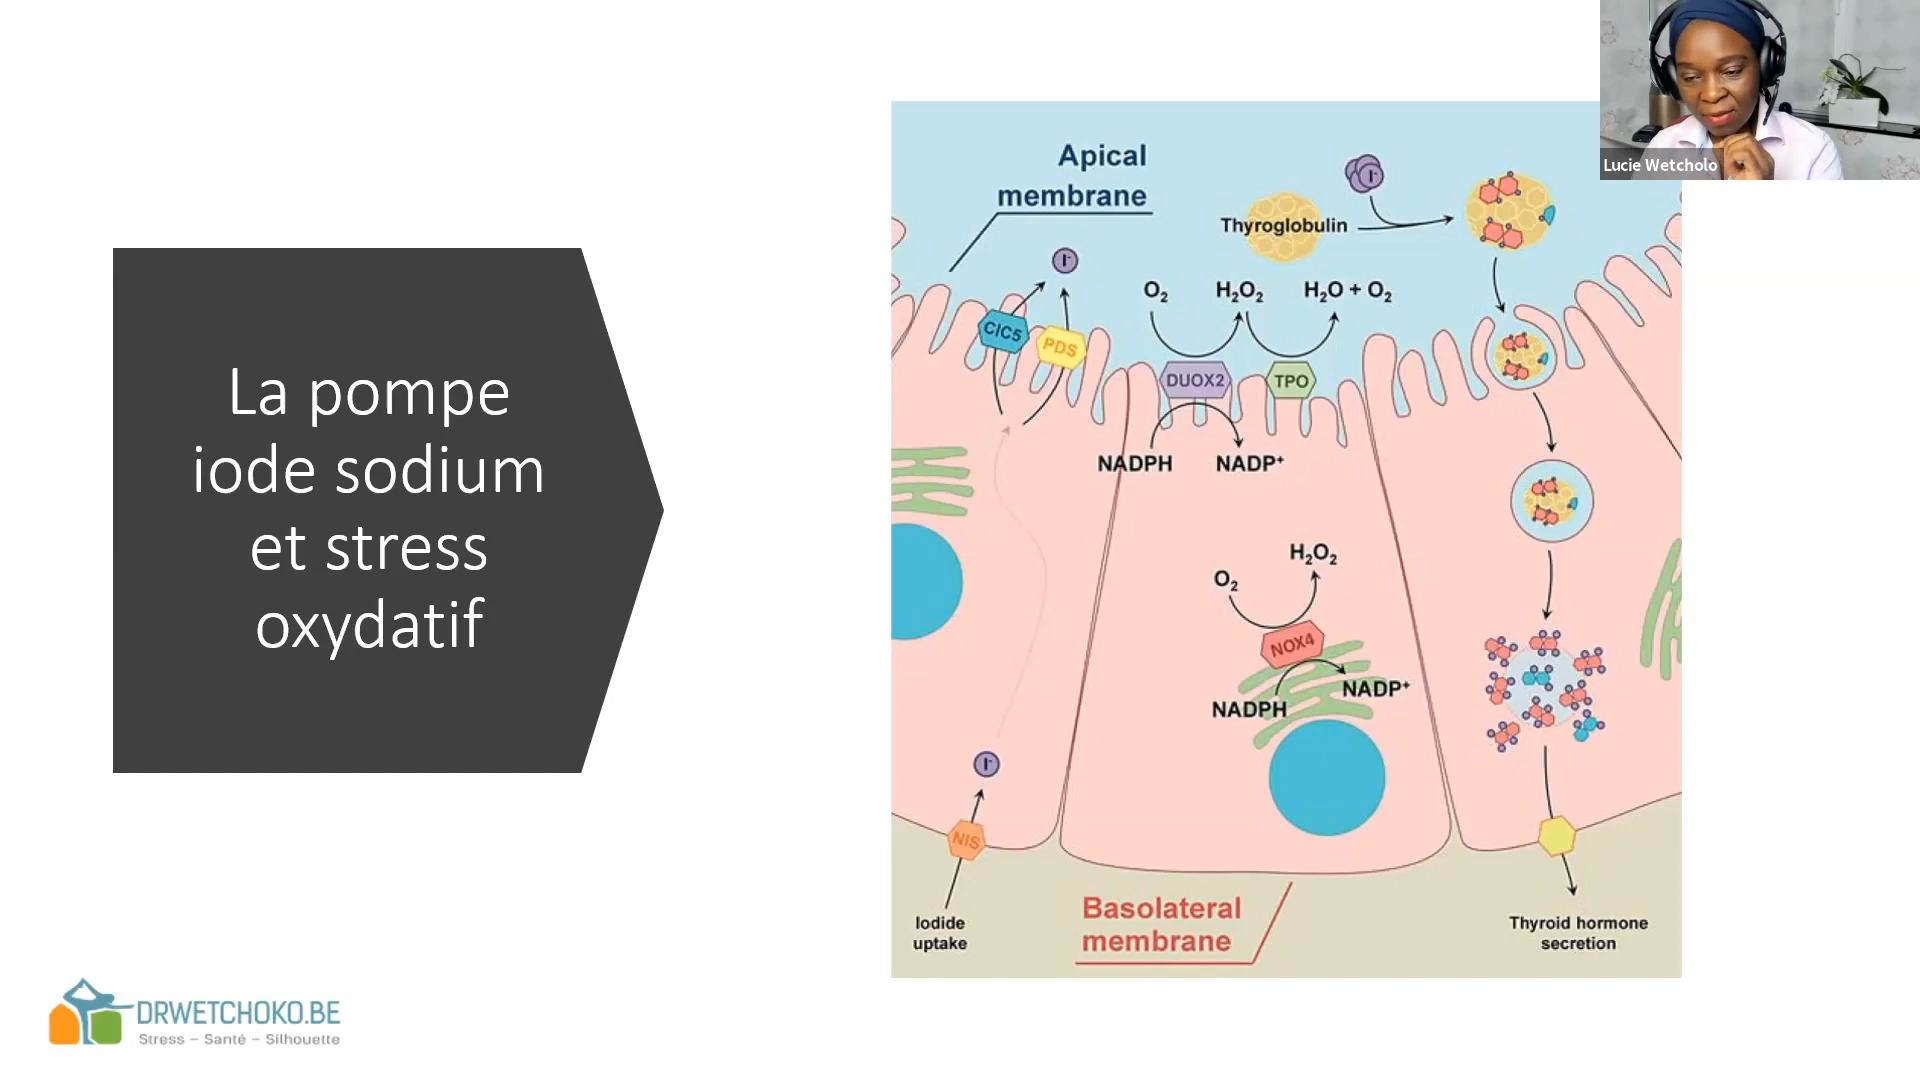 La pompe
iode sodium
et stress
oxydatif
Apical
membrane
Thyroglobulin
I⁻
I⁻
ClC5
PDS
O₂
H₂O₂
H₂O + O₂
DUOX2
TPO
NADPH
NADP⁺
O₂
H₂O₂
NOX4
NADPH
NADP⁺
I⁻
NIS
Iodide
uptake
Basolateral
membrane
Thyroid hormone
secretion
Lucie Wetcholo
DRWETCHOKO.BE
Stress – Santé – Silhouette